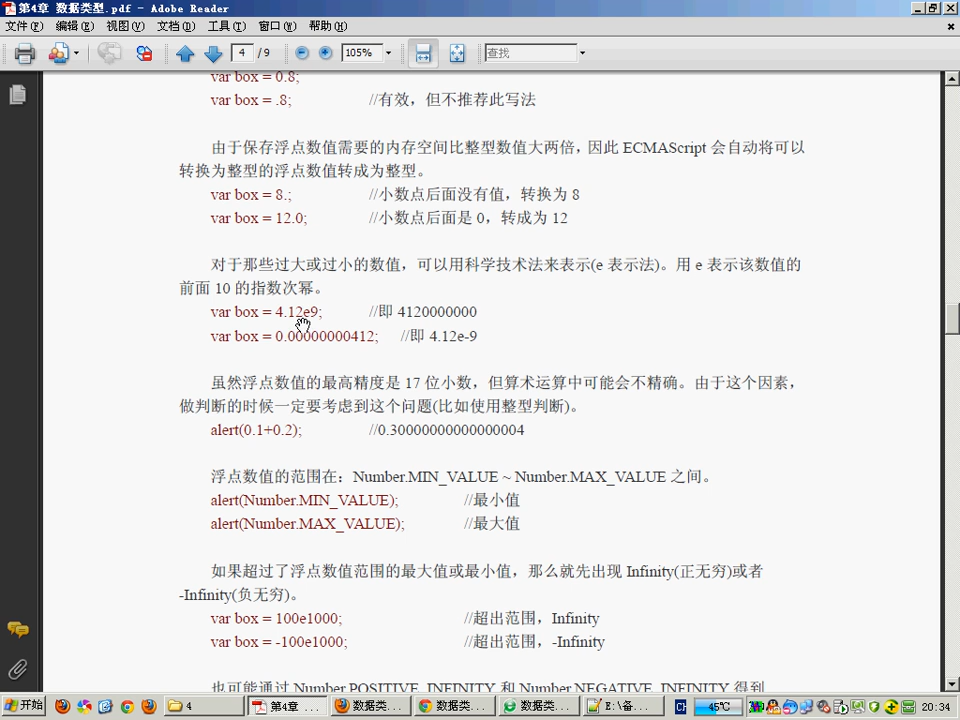 第4章 数据类型.pdf - Adobe Reader
文件(F) 编辑(E) 视图(V) 文档(D) 工具(T) 窗口(W) 帮助(H)
4 / 9 105% 查找
var box = 0.8;
var box = .8; //有效，但不推荐此写法
由于保存浮点数值需要的内存空间比整型数值大两倍，因此 ECMAScript 会自动将可以
转换为整型的浮点数值转成为整型。
var box = 8.; //小数点后面没有值，转换为 8
var box = 12.0; //小数点后面是 0，转成为 12
对于那些过大或过小的数值，可以用科学技术法来表示(e 表示法)。用 e 表示该数值的
前面 10 的指数次幂。
var box = 4.12e9; //即 4120000000
var box = 0.00000000412; //即 4.12e-9
虽然浮点数值的最高精度是 17 位小数，但算术运算中可能会不精确。由于这个因素，
做判断的时候一定要考虑到这个问题(比如使用整型判断)。
alert(0.1+0.2); //0.30000000000000004
浮点数值的范围在：Number.MIN_VALUE ~ Number.MAX_VALUE 之间。
alert(Number.MIN_VALUE); //最小值
alert(Number.MAX_VALUE); //最大值
如果超过了浮点数值范围的最大值或最小值，那么就先出现 Infinity(正无穷)或者
-Infinity(负无穷)。
var box = 100e1000; //超出范围，Infinity
var box = -100e1000; //超出范围，-Infinity
也可能通过 Number.POSITIVE_INFINITY 和 Number.NEGATIVE_INFINITY 得到
开始 4 第4章 ... 数据类... 数据类... 数据类... E:\备... CH 45℃ 20:34